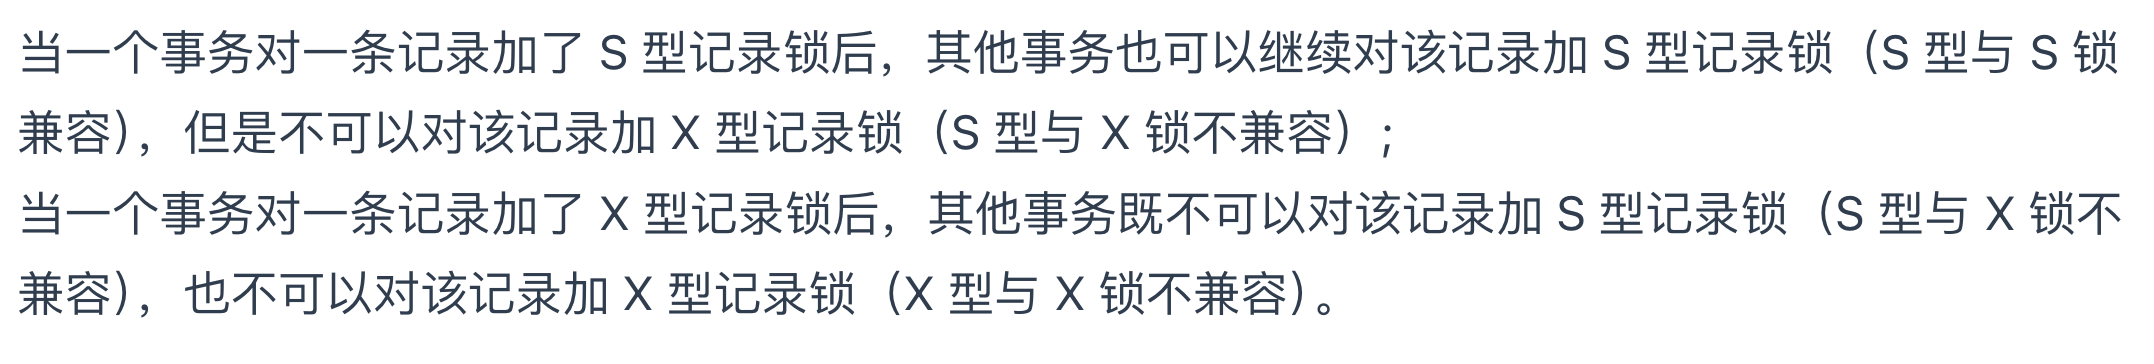 当一个事务对一条记录加了 S 型记录锁后，其他事务也可以继续对该记录加 S 型记录锁（S 型与 S 锁
兼容），但是不可以对该记录加 X 型记录锁（S 型与 X 锁不兼容）;
当一个事务对一条记录加了 X 型记录锁后，其他事务既不可以对该记录加 S 型记录锁（S 型与 X 锁不
兼容），也不可以对该记录加 X 型记录锁（X 型与 X 锁不兼容）。